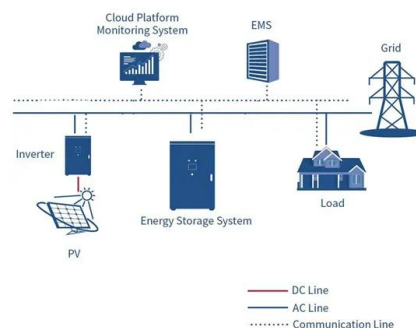 Cloud Platform
Monitoring System
EMS
Grid
Inverter
Energy Storage System
Load
PV
DC Line
AC Line
Communication Line